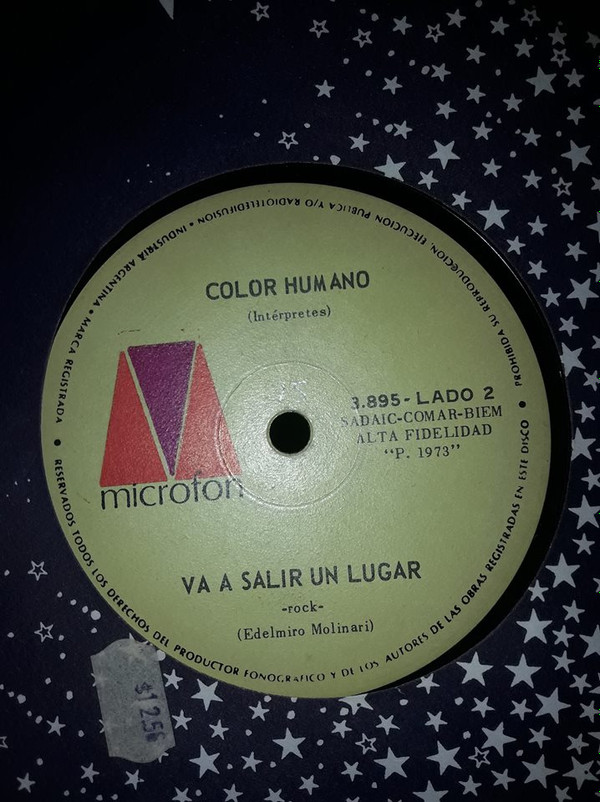 COLOR HUMANO
(Intérpretes)
3.895 - LADO 2
SADAIC-COMAR-BIEM
ALTA FIDELIDAD
"P. 1973"
microfon
VA A SALIR UN LUGAR
-rock-
(Edelmiro Molinari)
RESERVADOS TODOS LOS DERECHOS DEL PRODUCTOR FONOGRAFICO Y DE LOS AUTORES DE LAS OBRAS REGISTRADAS EN ESTE DISCO • PROHIBIDA SU REPRODUCCION, EJECUCION PUBLICA Y/O RADIOTELEDIFUSION • INDUSTRIA ARGENTINA • MARCA REGISTRADA •